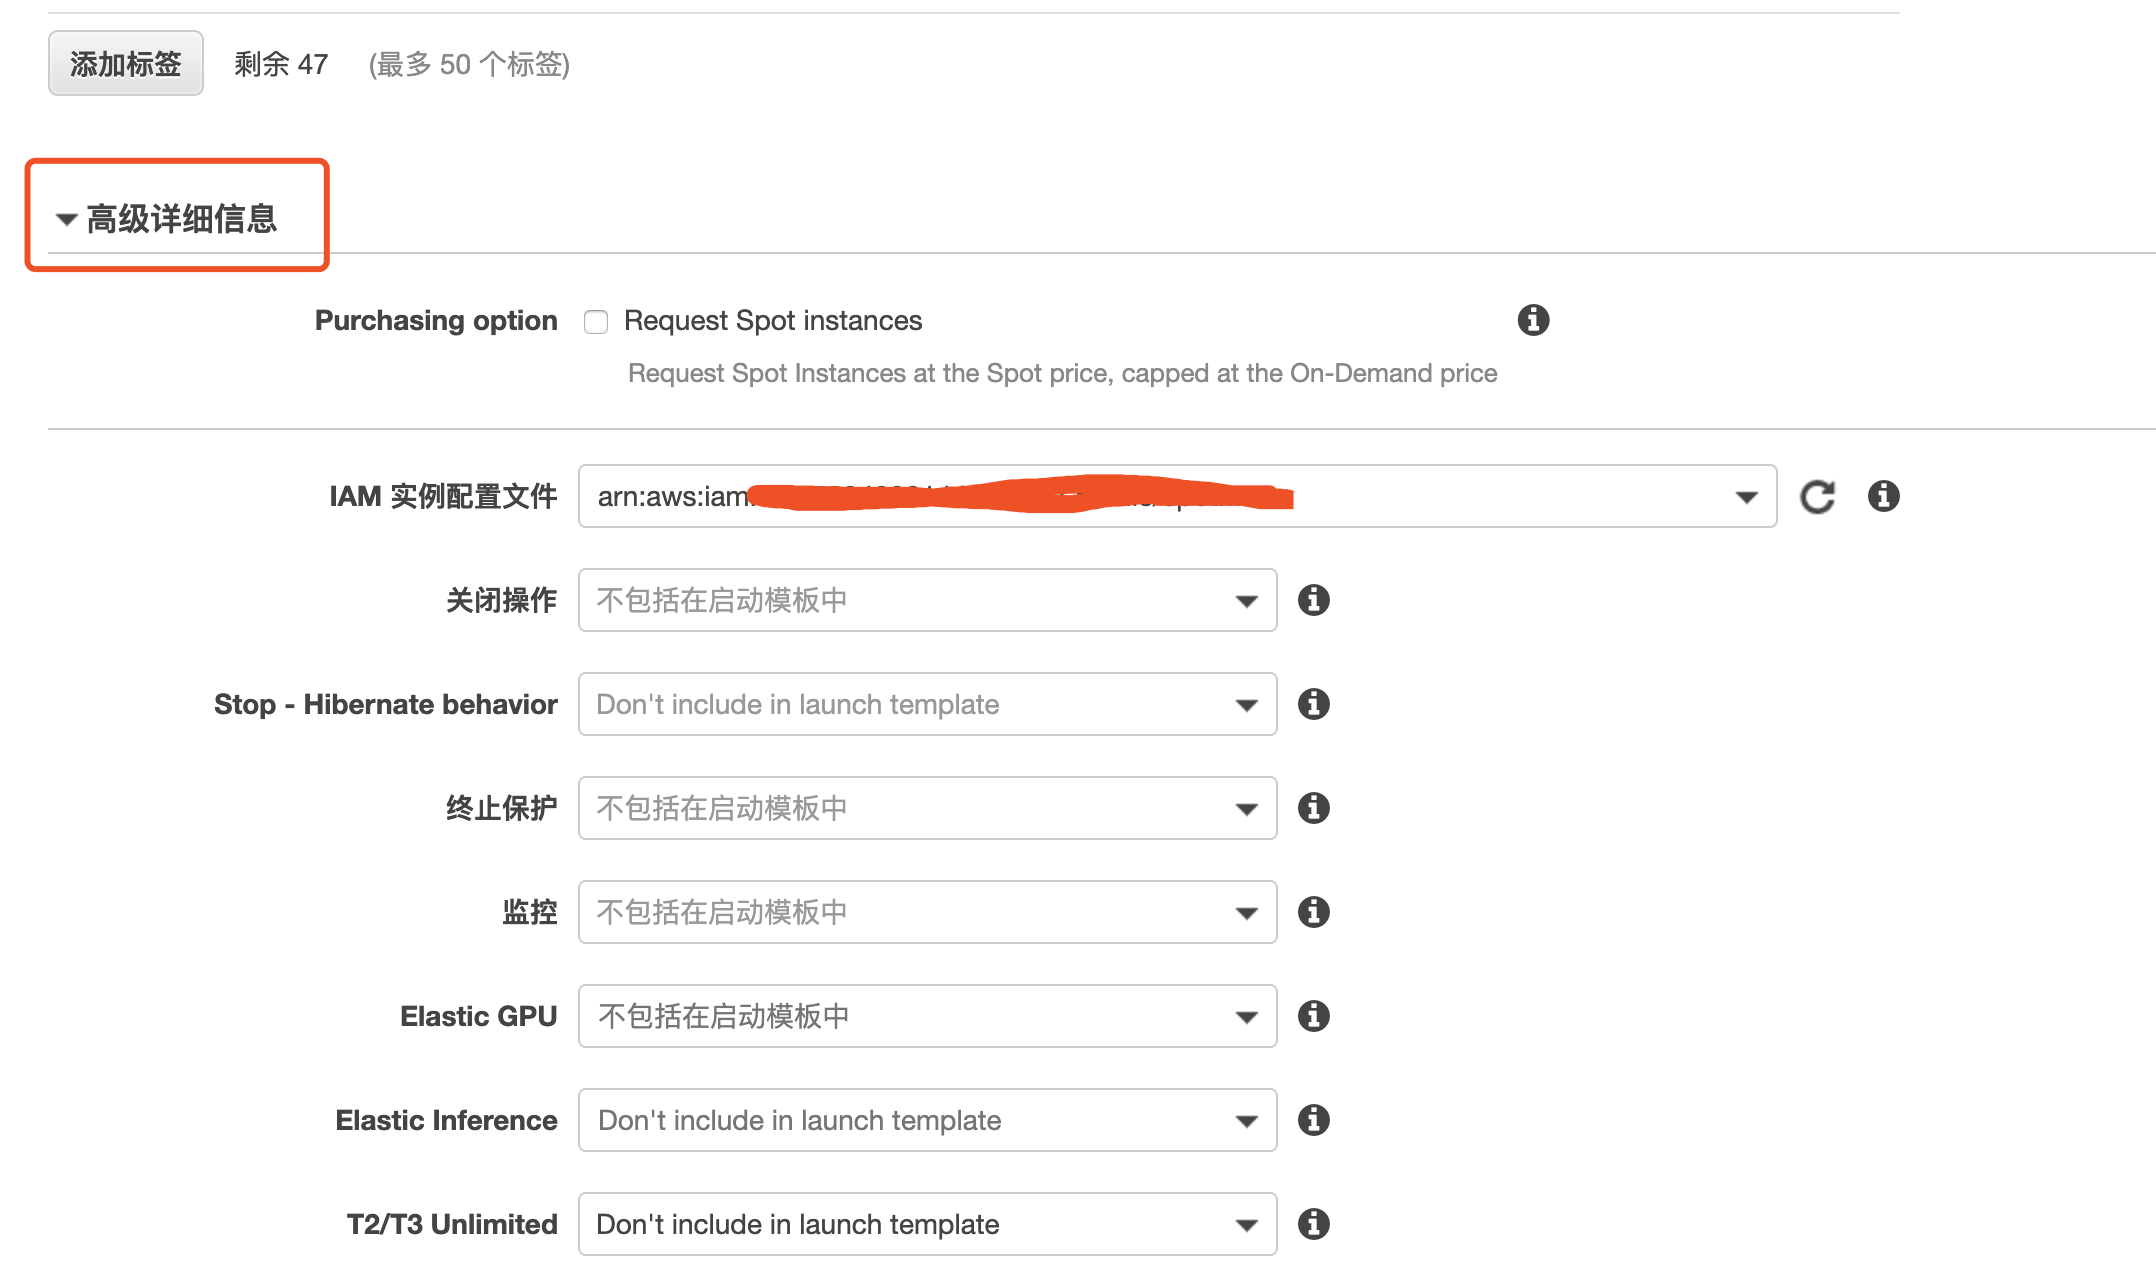 添加标签 剩余 47 (最多 50 个标签)
高级详细信息
Purchasing option Request Spot instances
Request Spot Instances at the Spot price, capped at the On-Demand price
IAM 实例配置文件 arn:aws:iam:
关闭操作 不包括在启动模板中
Stop - Hibernate behavior Don't include in launch template
终止保护 不包括在启动模板中
监控 不包括在启动模板中
Elastic GPU 不包括在启动模板中
Elastic Inference Don't include in launch template
T2/T3 Unlimited Don't include in launch template